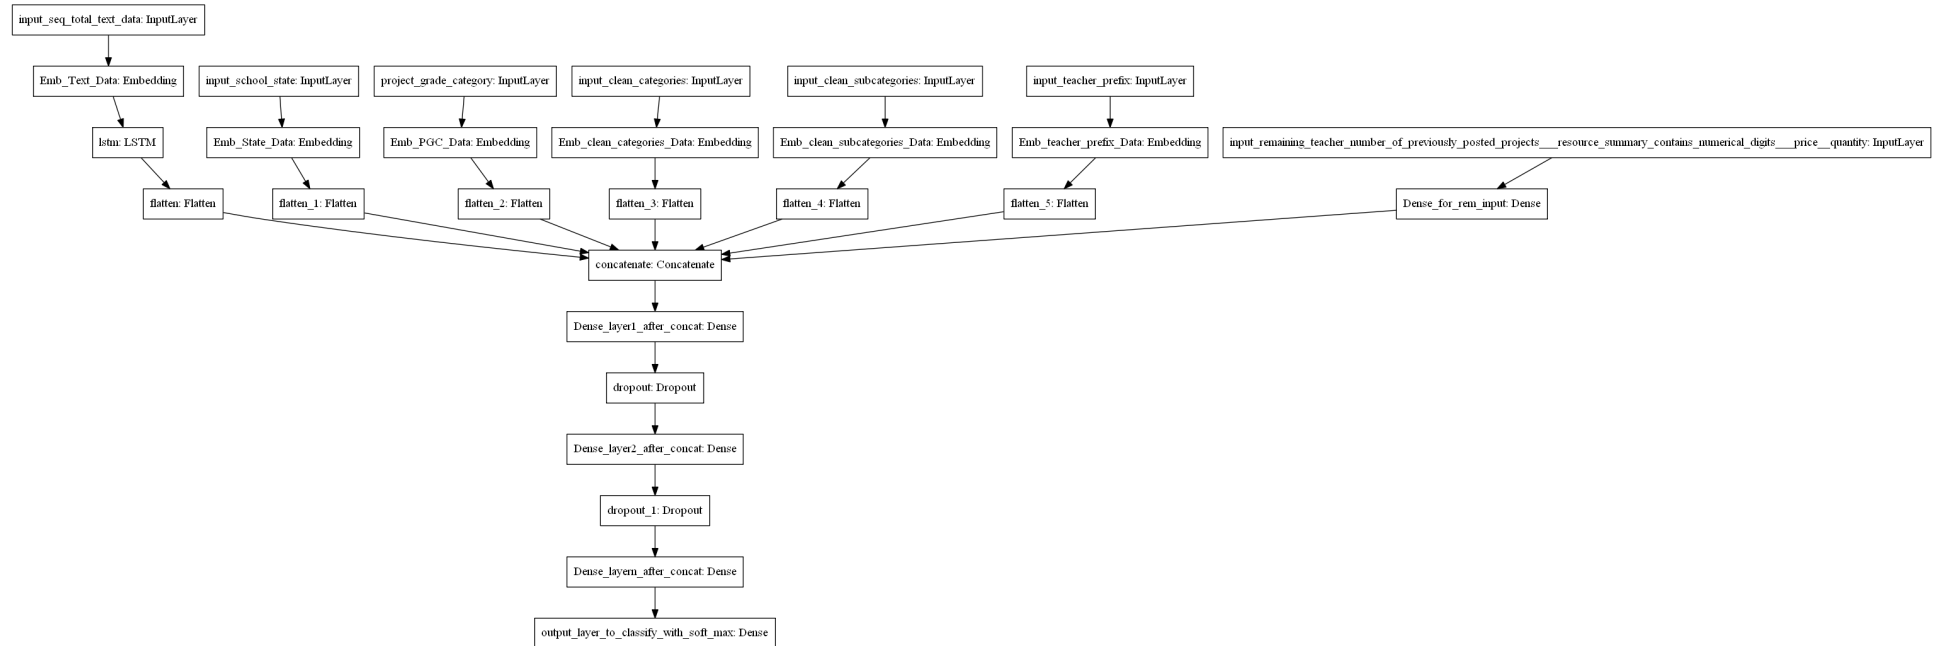 input_seq_total_text_data: InputLayer
Emb_Text_Data: Embedding
input_school_state: InputLayer
project_grade_category: InputLayer
input_clean_categories: InputLayer
input_clean_subcategories: InputLayer
input_teacher_prefix: InputLayer
lstm: LSTM
Emb_State_Data: Embedding
Emb_PGC_Data: Embedding
Emb_clean_categories_Data: Embedding
Emb_clean_subcategories_Data: Embedding
Emb_teacher_prefix_Data: Embedding
input_remaining_teacher_number_of_previously_posted_projects___resource_summary_contains_numerical_digits___price__quantity: InputLayer
flatten: Flatten
flatten_1: Flatten
flatten_2: Flatten
flatten_3: Flatten
flatten_4: Flatten
flatten_5: Flatten
Dense_for_rem_input: Dense
concatenate: Concatenate
Dense_layer1_after_concat: Dense
dropout: Dropout
Dense_layer2_after_concat: Dense
dropout_1: Dropout
Dense_layern_after_concat: Dense
output_layer_to_classify_with_soft_max: Dense